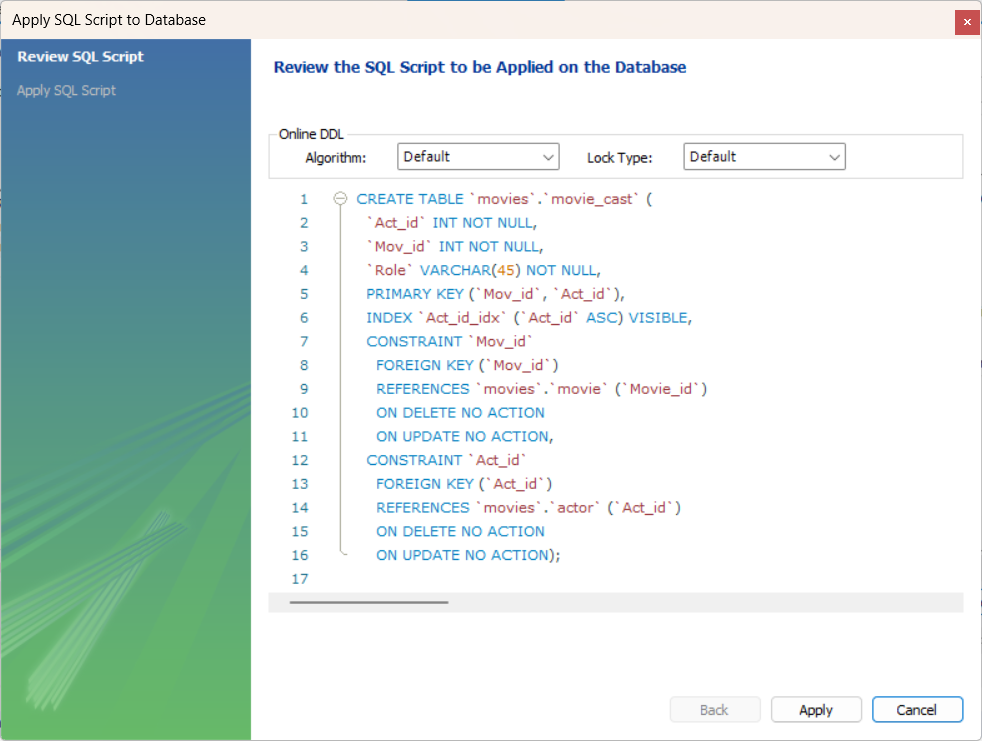 Apply SQL Script to Database
Review SQL Script
Apply SQL Script
Review the SQL Script to be Applied on the Database
Online DDL
Algorithm: Default Lock Type: Default
1 CREATE TABLE `movies`.`movie_cast` (
2 `Act_id` INT NOT NULL,
3 `Mov_id` INT NOT NULL,
4 `Role` VARCHAR(45) NOT NULL,
5 PRIMARY KEY (`Mov_id`, `Act_id`),
6 INDEX `Act_id_idx` (`Act_id` ASC) VISIBLE,
7 CONSTRAINT `Mov_id`
8 FOREIGN KEY (`Mov_id`)
9 REFERENCES `movies`.`movie` (`Movie_id`)
10 ON DELETE NO ACTION
11 ON UPDATE NO ACTION,
12 CONSTRAINT `Act_id`
13 FOREIGN KEY (`Act_id`)
14 REFERENCES `movies`.`actor` (`Act_id`)
15 ON DELETE NO ACTION
16 ON UPDATE NO ACTION);
17
Back Apply Cancel